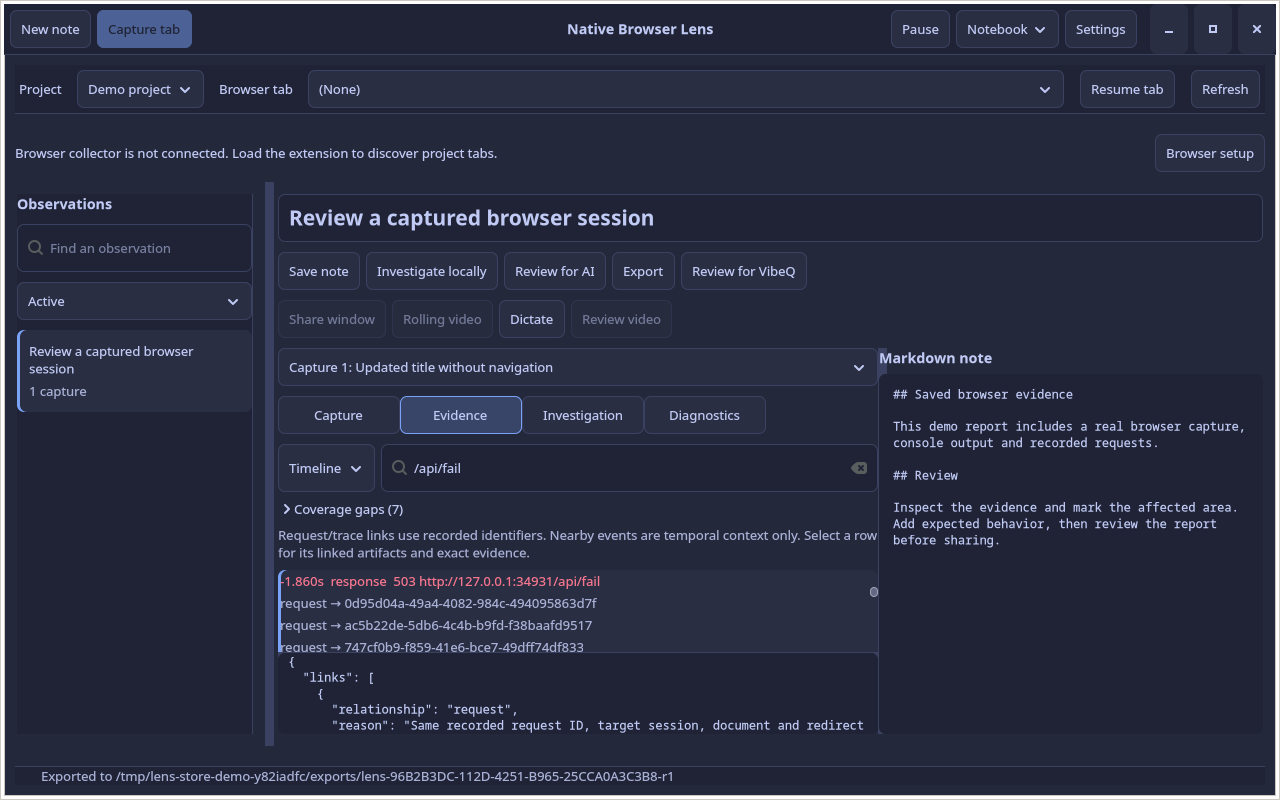 New note
Capture tab
Native Browser Lens
Pause
Notebook
Settings
Project
Demo project
Browser tab
(None)
Resume tab
Refresh
Browser collector is not connected. Load the extension to discover project tabs.
Browser setup
Observations
Find an observation
Active
Review a captured browser
session
1 capture
Review a captured browser session
Save note
Investigate locally
Review for AI
Export
Review for VibeQ
Share window
Rolling video
Dictate
Review video
Capture 1: Updated title without navigation
Capture
Evidence
Investigation
Diagnostics
Timeline
/api/fail
Coverage gaps (7)
Request/trace links use recorded identifiers. Nearby events are temporal context only. Select a row
for its linked artifacts and exact evidence.
-1.860s  response  503 http://127.0.0.1:34931/api/fail
request → 0d95d04a-49a4-4082-984c-494095863d7f
request → ac5b22de-5db6-4c4b-b9fd-f38baafd9517
request → 747cf0b9-f859-41e6-bce7-49dff74df833
{
"links": [
{
"relationship": "request",
"reason": "Same recorded request ID, target session, document and redirect
Markdown note
## Saved browser evidence
This demo report includes a real browser capture,
console output and recorded requests.
## Review
Inspect the evidence and mark the affected area.
Add expected behavior, then review the report
before sharing.
Exported to /tmp/lens-store-demo-y82iadfc/exports/lens-96B2B3DC-112D-4251-B965-25CCA0A3C3B8-r1